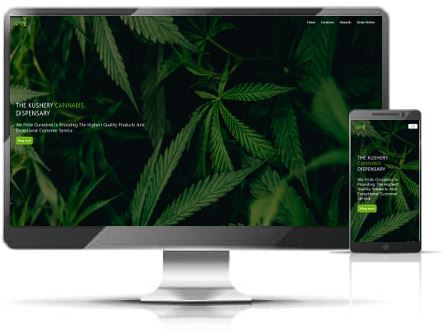 Home Locations Rewards Order Online
THE KUSHERY CANNABIS
DISPENSARY
We Pride Ourselves In Providing The Highest Quality Products And
Exceptional Customer Service
Shop Now
THE KUSHERY
CANNABIS
DISPENSARY
We Pride Ourselves In
Providing The Highest
Quality Products And
Exceptional Customer
Service
Shop Now